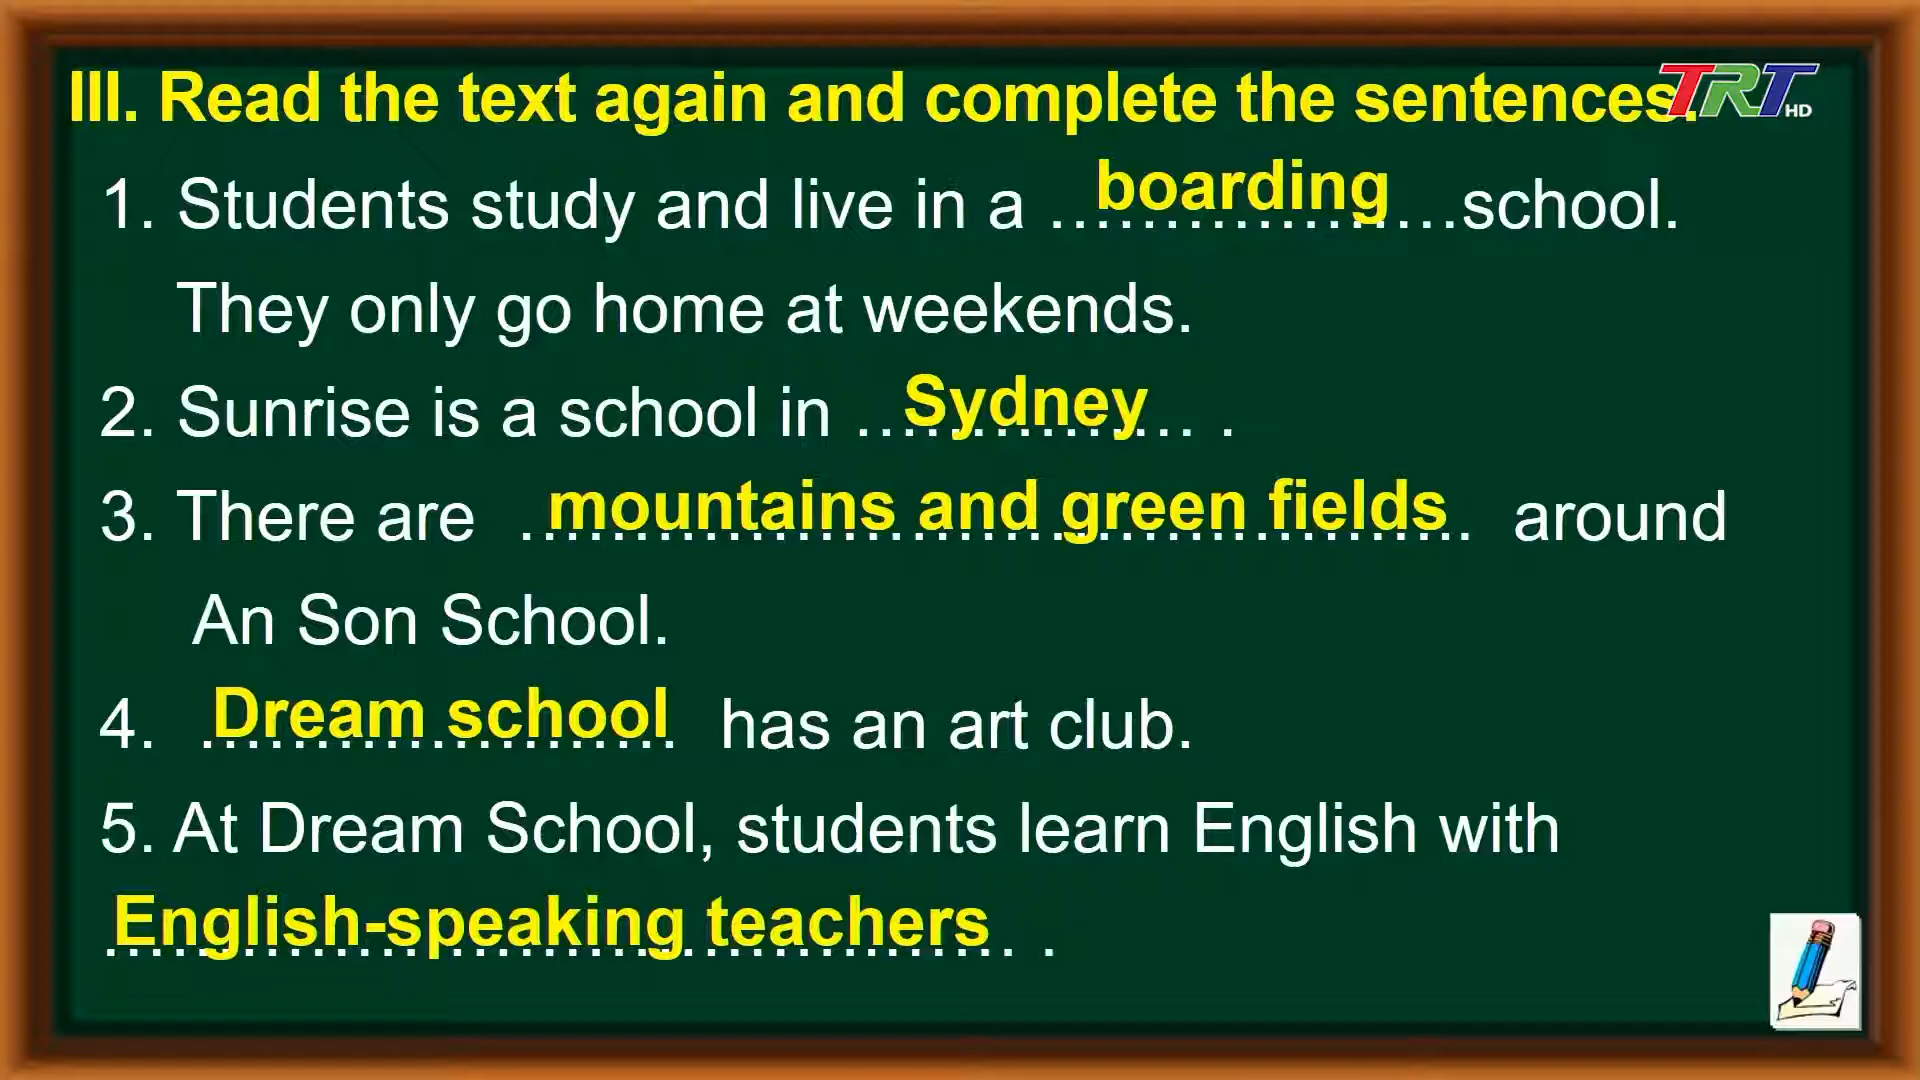 III. Read the text again and complete the sentences.
TRT HD
1. Students study and live in a ...boarding...school.
They only go home at weekends.
2. Sunrise is a school in ...Sydney... .
3. There are ...mountains and green fields... around
An Son School.
4. ...Dream school... has an art club.
5. At Dream School, students learn English with
...English-speaking teachers... .